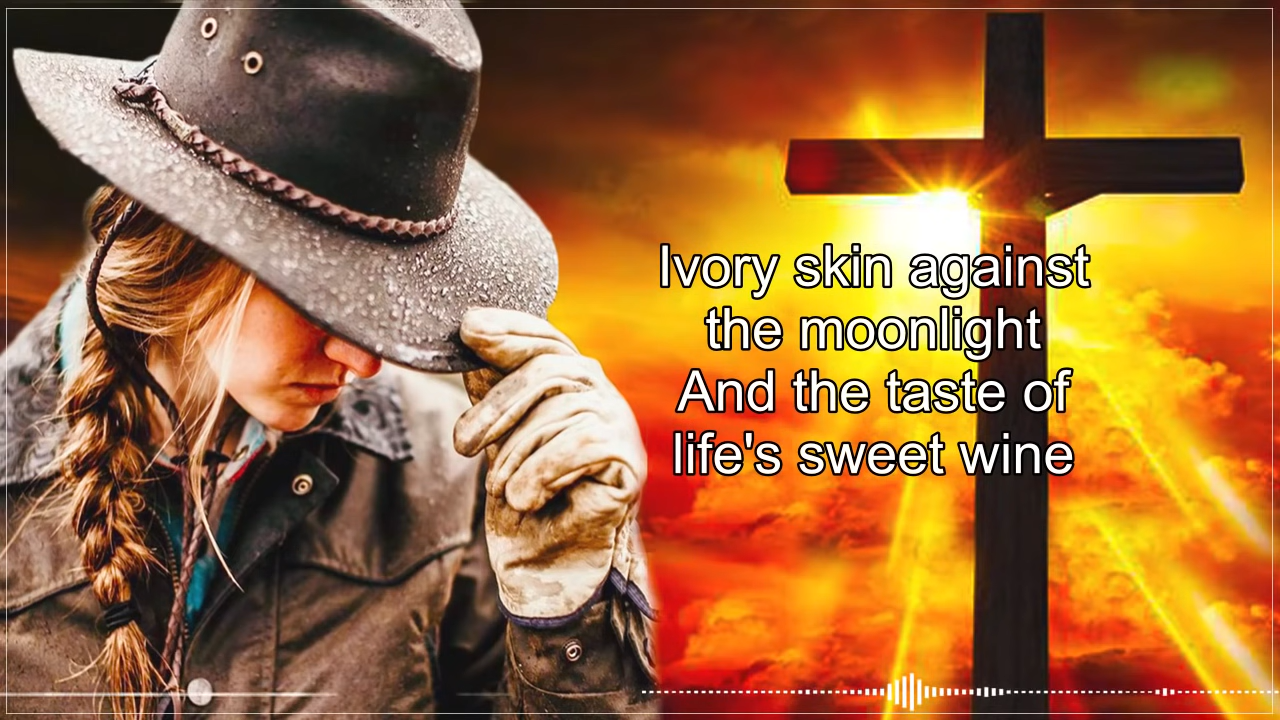 Ivory skin against
the moonlight
And the taste of
life's sweet wine